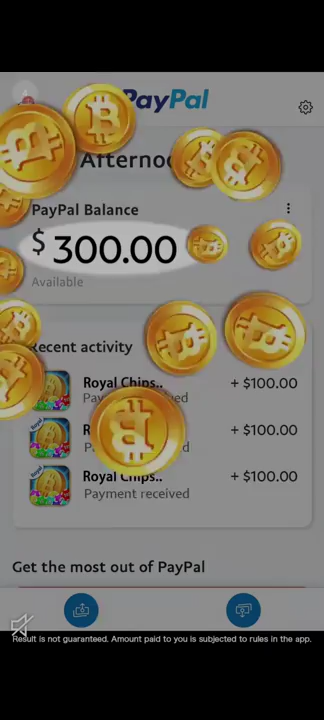 PayPal
Afternoo
PayPal Balance
$ 300.00
Available
Recent activity
Royal Chips.. + $100.00
+ $100.00
Royal Chips.. + $100.00
Payment received
Get the most out of PayPal
Result is not guaranteed. Amount paid to you is subjected to rules in the app.